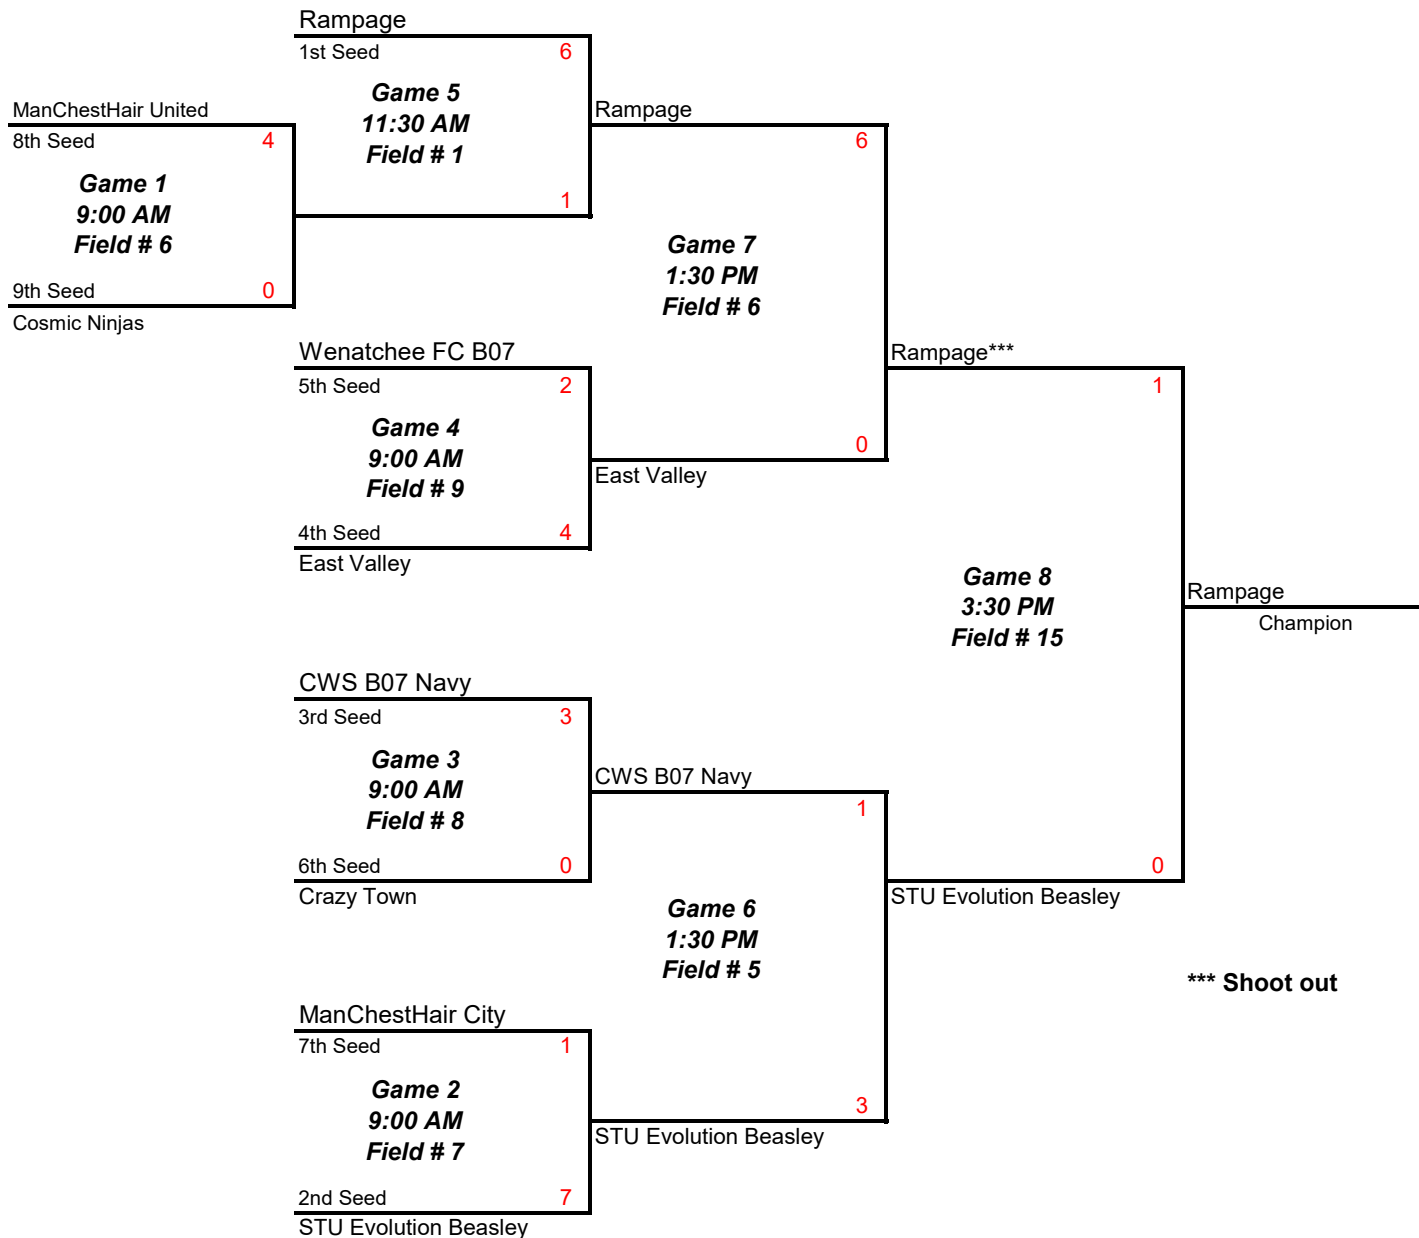 Rampage
1st Seed 6
Game 5
11:30 AM
Field # 1
1
ManChestHair United
8th Seed 4
Game 1
9:00 AM
Field # 6
9th Seed 0
Cosmic Ninjas
Rampage
6
Game 7
1:30 PM
Field # 6
0
East Valley
Wenatchee FC B07
5th Seed 2
Game 4
9:00 AM
Field # 9
4th Seed 4
East Valley
Rampage***
1
Game 8
3:30 PM
Field # 15
0
STU Evolution Beasley
Rampage
Champion
CWS B07 Navy
3rd Seed 3
Game 3
9:00 AM
Field # 8
6th Seed 0
Crazy Town
CWS B07 Navy
1
Game 6
1:30 PM
Field # 5
3
STU Evolution Beasley
*** Shoot out
ManChestHair City
7th Seed 1
Game 2
9:00 AM
Field # 7
2nd Seed 7
STU Evolution Beasley